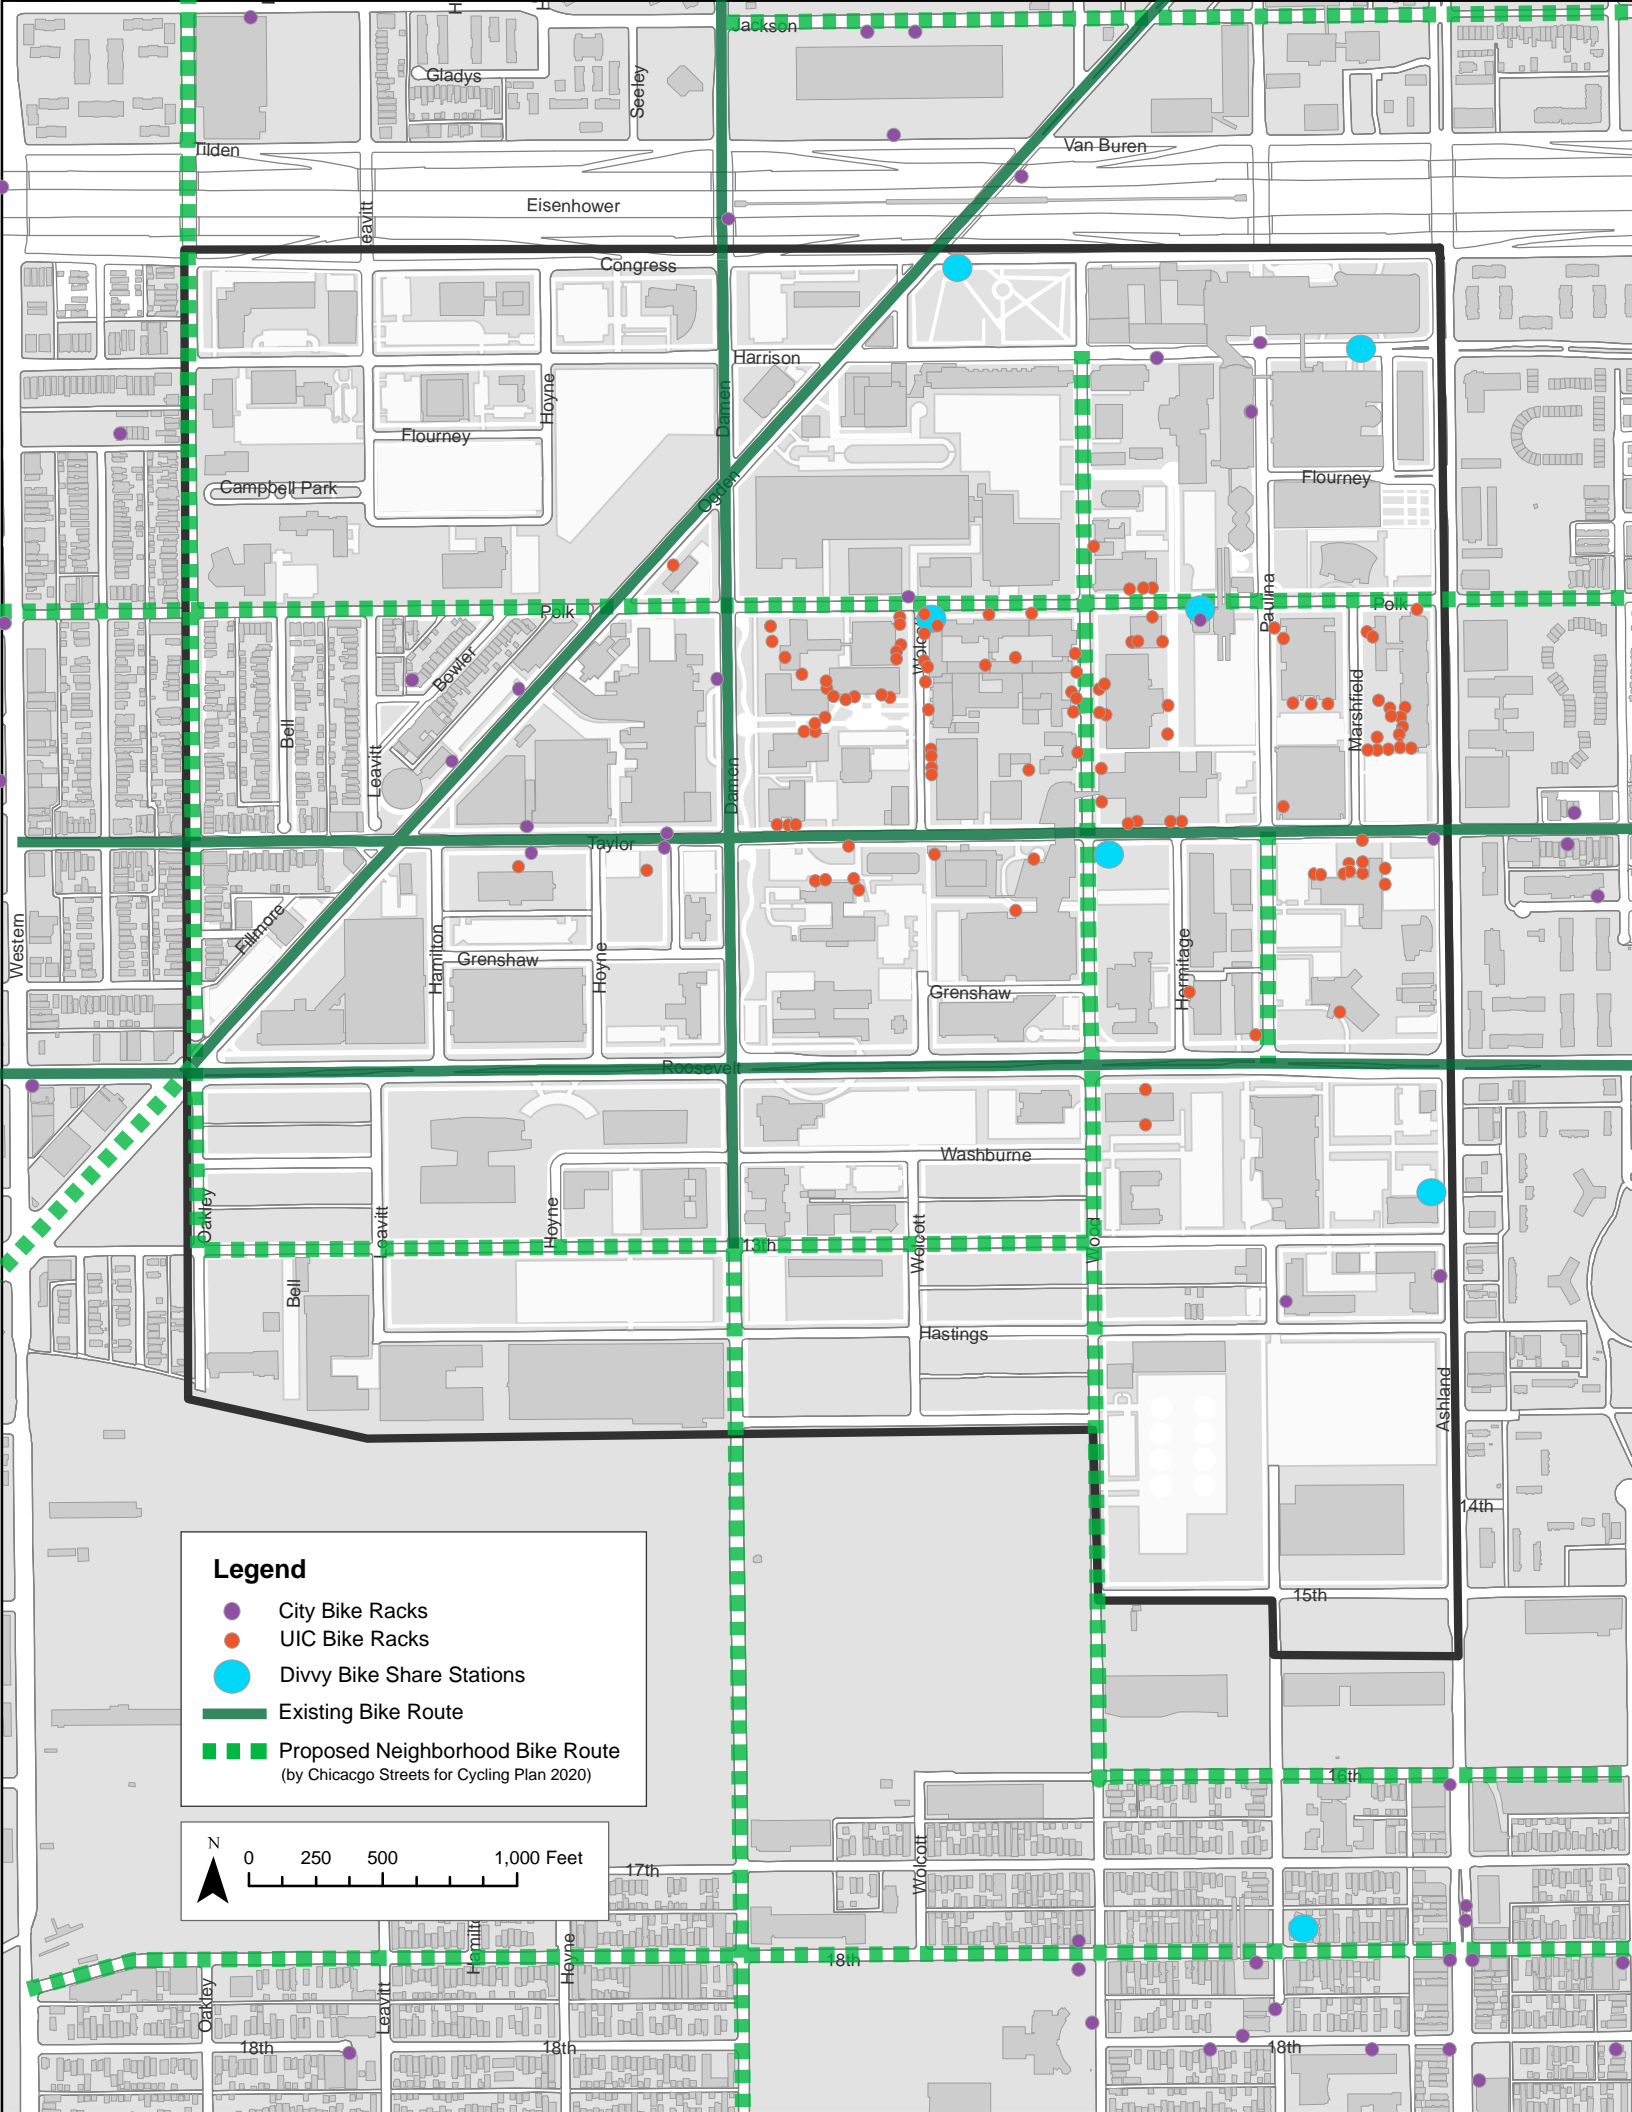 Jackson
Gladys
Seeley
Tilden
Van Buren
Eisenhower
Leavitt
Congress
Harrison
Damen
Hoyne
Flourney
Campbell Park
Ogden
Flourney
Paulina
Polk
Polk
Wolcott
Bowler
Marshfield
Bell
Leavitt
Damen
Taylor
Fillmore
Western
Hamilton
Hoyne
Grenshaw
Hermitage
Grenshaw
Roosevelt
Washburne
Oakley
Leavitt
Hoyne
Wolcott
Wood
13th
Bell
Hastings
Ashland
14th
15th
Legend
City Bike Racks
UIC Bike Racks
Divvy Bike Share Stations
Existing Bike Route
Proposed Neighborhood Bike Route
(by Chicacgo Streets for Cycling Plan 2020)
16th
N
0 250 500 1,000 Feet
17th
Wolcott
Hoyne
18th
Oakley
Leavitt
18th
18th
18th